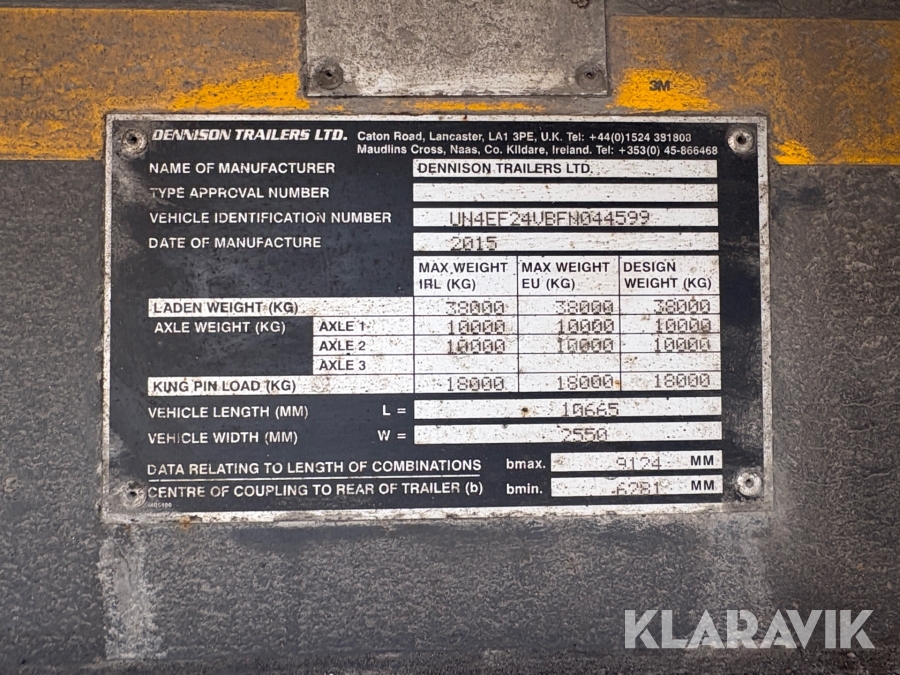 3M
DENNISON TRAILERS LTD. Caton Road, Lancaster, LA1 3PE, U.K. Tel: +44(0)1524 391803
Maudlins Cross, Naas, Co. Kildare, Ireland. Tel: +353(0) 45-866468
NAME OF MANUFACTURER DENNISON TRAILERS LTD.
TYPE APPROVAL NUMBER
VEHICLE IDENTIFICATION NUMBER UN4EF24VBFN044599
DATE OF MANUFACTURE 2015
MAX WEIGHT IRL (KG) MAX WEIGHT EU (KG) DESIGN WEIGHT (KG)
LADEN WEIGHT (KG) 38000 38000 38000
AXLE WEIGHT (KG) AXLE 1 10000 10000 10000
AXLE 2 10000 10000 10000
AXLE 3
KING PIN LOAD (KG) 18000 18000 18000
VEHICLE LENGTH (MM) L = 10665
VEHICLE WIDTH (MM) W = 2550
DATA RELATING TO LENGTH OF COMBINATIONS bmax. 9124 MM
CENTRE OF COUPLING TO REAR OF TRAILER (b) bmin. 6281 MM
KLARAVIK